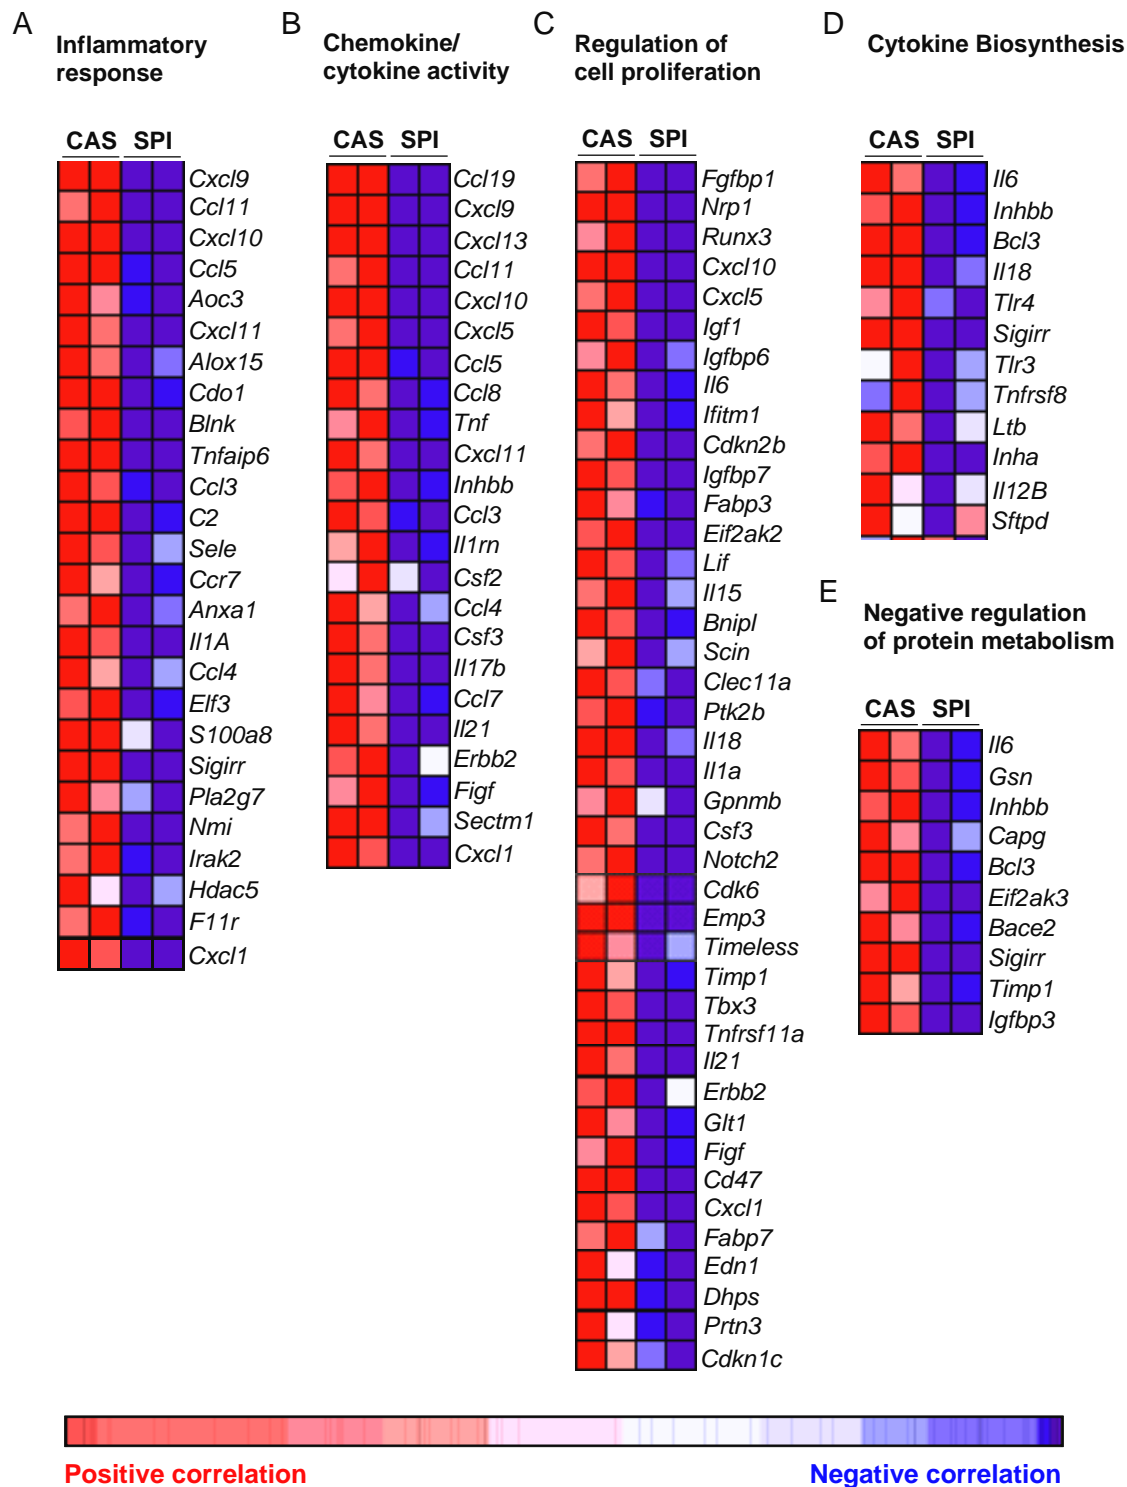 A
Inflammatory
response
CAS SPI
Cxcl9
Ccl11
Cxcl10
Ccl5
Aoc3
Cxcl11
Alox15
Cdo1
Blnk
Tnfaip6
Ccl3
C2
Sele
Ccr7
Anxa1
Il1A
Ccl4
Elf3
S100a8
Sigirr
Pla2g7
Nmi
Irak2
Hdac5
F11r
Cxcl1
B
Chemokine/
cytokine activity
CAS SPI
Ccl19
Cxcl9
Cxcl13
Ccl11
Cxcl10
Cxcl5
Ccl5
Ccl8
Tnf
Cxcl11
Inhbb
Ccl3
Il1rn
Csf2
Ccl4
Csf3
Il17b
Ccl7
Il21
Erbb2
Figf
Sectm1
Cxcl1
C
Regulation of
cell proliferation
CAS SPI
Fgfbp1
Nrp1
Runx3
Cxcl10
Cxcl5
Igf1
Igfbp6
Il6
Ifitm1
Cdkn2b
Igfbp7
Fabp3
Eif2ak2
Lif
Il15
Bnipl
Scin
Clec11a
Ptk2b
Il18
Il1a
Gpnmb
Csf3
Notch2
Cdk6
Emp3
Timeless
Timp1
Tbx3
Tnfrsf11a
Il21
Erbb2
Glt1
Figf
Cd47
Cxcl1
Fabp7
Edn1
Dhps
Prtn3
Cdkn1c
D
Cytokine Biosynthesis
CAS SPI
Il6
Inhbb
Bcl3
Il18
Tlr4
Sigirr
Tlr3
Tnfrsf8
Ltb
Inha
Il12B
Sftpd
E
Negative regulation
of protein metabolism
CAS SPI
Il6
Gsn
Inhbb
Capg
Bcl3
Eif2ak3
Bace2
Sigirr
Timp1
Igfbp3
Positive correlation
Negative correlation